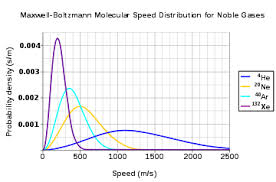 Maxwell-Boltzmann Molecular Speed Distribution for Noble Gases
Probability density (s/m)
0.004
0.003
0.002
0.001
0 500 1000 1500 2000 2500
Speed (m/s)
⁴He
²⁰Ne
⁴⁰Ar
¹³²Xe